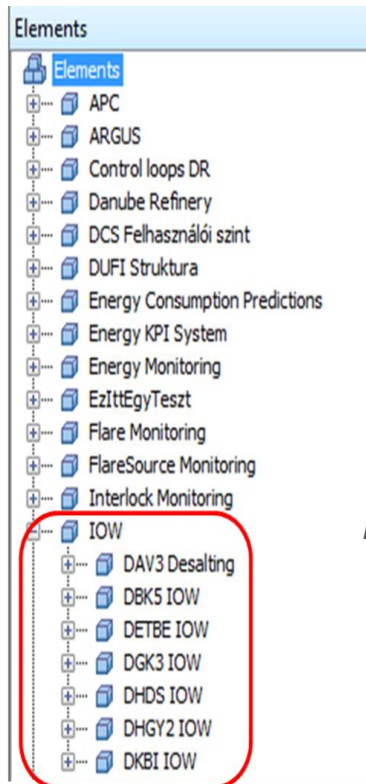 Elements
Elements
APC
ARGUS
Control loops DR
Danube Refinery
DCS Felhasználói szint
DUFI Struktura
Energy Consumption Predictions
Energy KPI System
Energy Monitoring
EzIttEgyTeszt
Flare Monitoring
FlareSource Monitoring
Interlock Monitoring
IOW
DAV3 Desalting
DBK5 IOW
DETBE IOW
DGK3 IOW
DHDS IOW
DHGY2 IOW
DKBI IOW